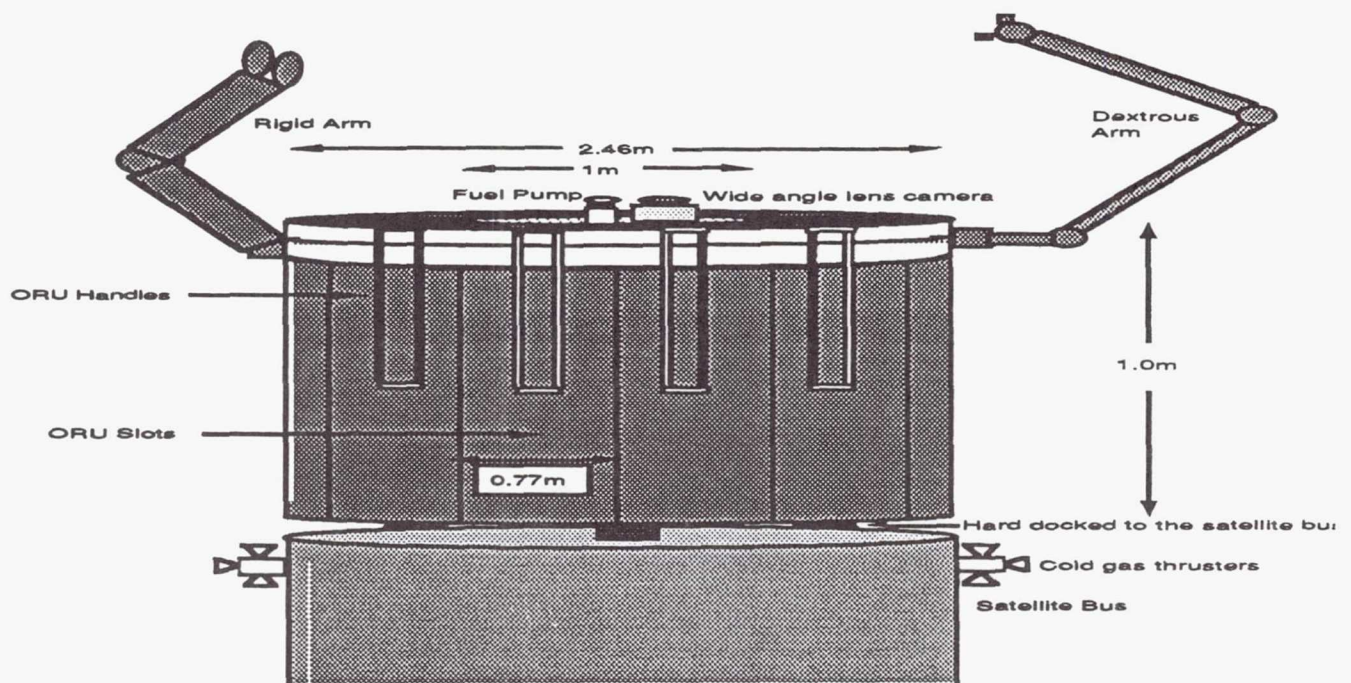 Rigid Arm
Dextrous
Arm
2.46m
1m
Fuel Pump
Wide angle lens camera
ORU Handles
1.0m
ORU Slots
0.77m
Hard docked to the satellite
Cold gas thrusters
Satellite Bus